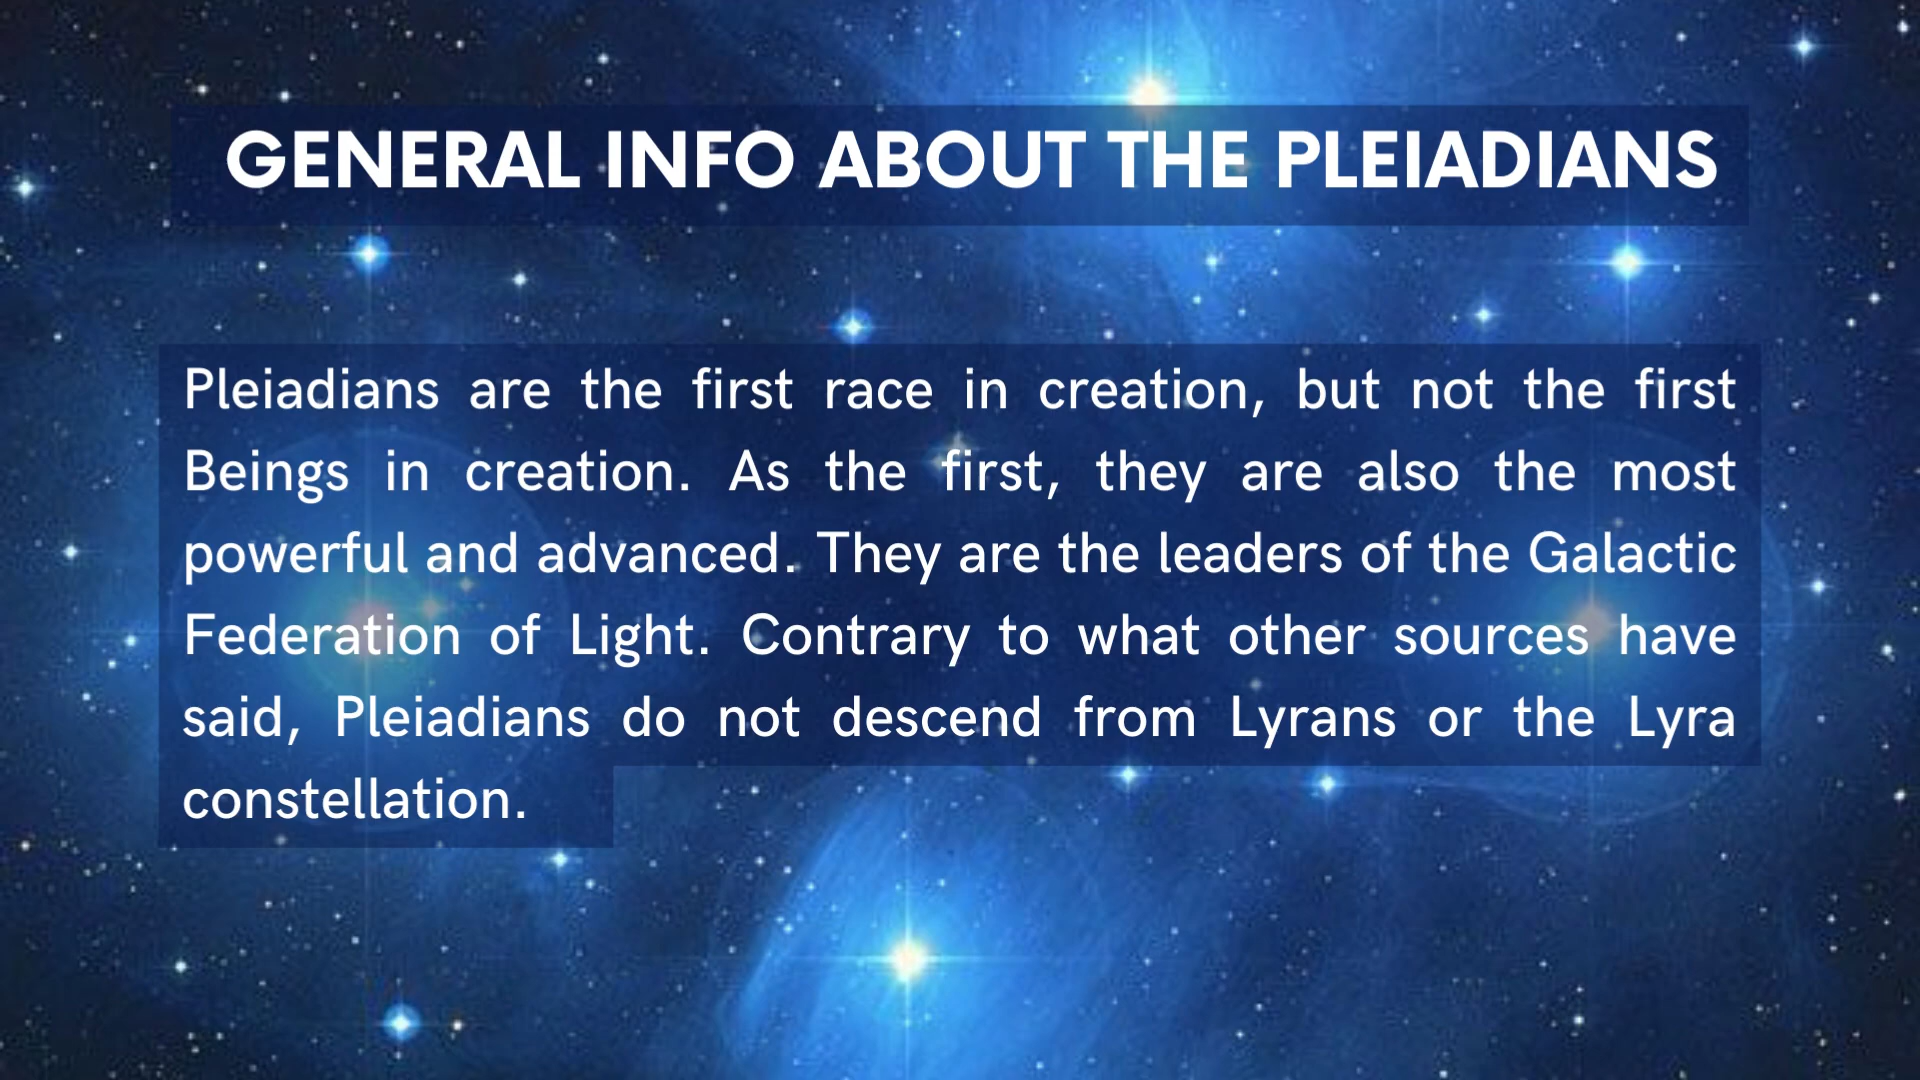 GENERAL INFO ABOUT THE PLEIADIANS
Pleiadians are the first race in creation, but not the first
Beings in creation. As the first, they are also the most
powerful and advanced. They are the leaders of the Galactic
Federation of Light. Contrary to what other sources have
said, Pleiadians do not descend from Lyrans or the Lyra
constellation.